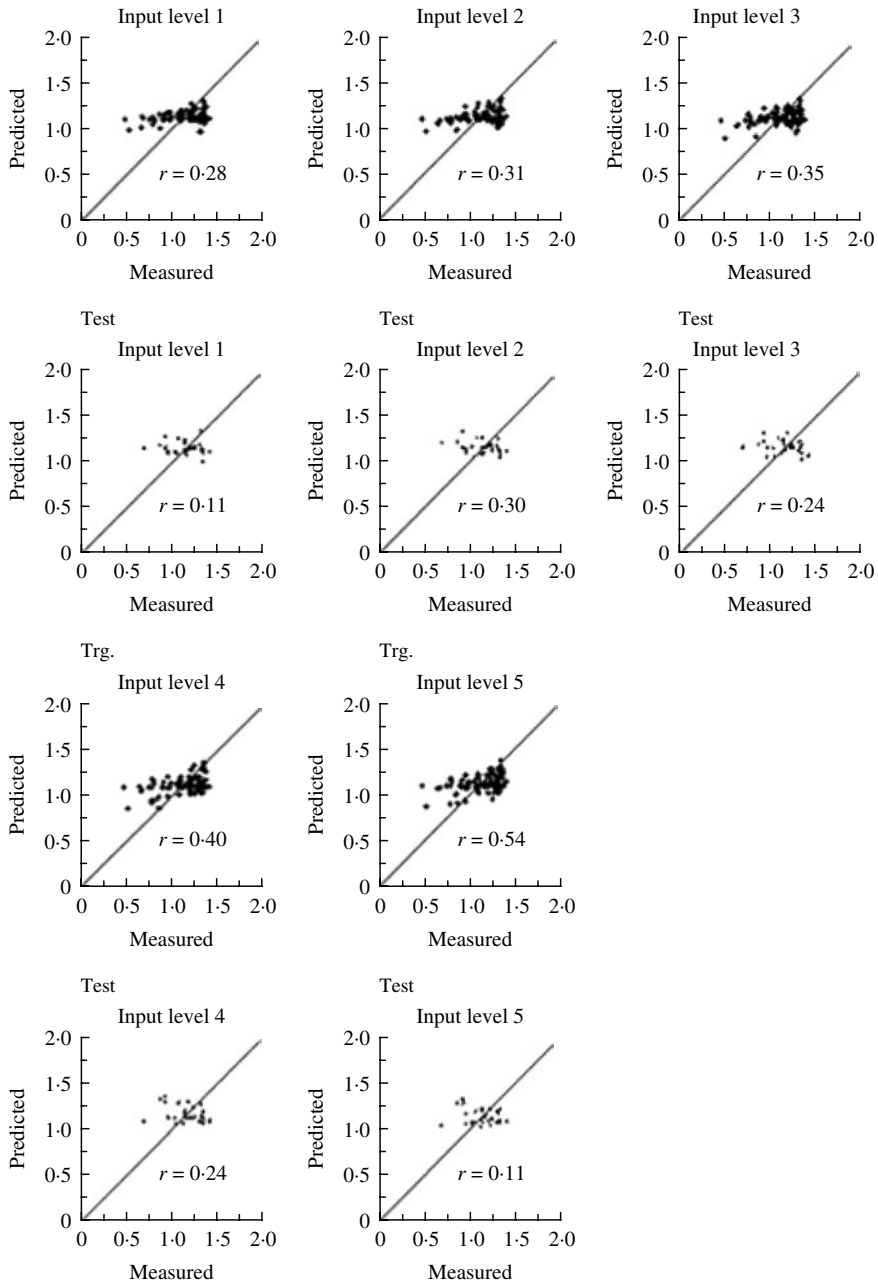 Input level 1
Input level 2
Input level 3
2·0
1·5
1·0
0·5
0
Predicted
r = 0·28
0 0·5 1·0 1·5 2·0
Measured
2·0
1·5
1·0
0·5
0
Predicted
r = 0·31
0 0·5 1·0 1·5 2·0
Measured
2·0
1·5
1·0
0·5
0
Predicted
r = 0·35
0 0·5 1·0 1·5 2·0
Measured
Test
Input level 1
2·0
1·5
1·0
0·5
0
Predicted
r = 0·11
0 0·5 1·0 1·5 2·0
Measured
Test
Input level 2
2·0
1·5
1·0
0·5
0
Predicted
r = 0·30
0 0·5 1·0 1·5 2·0
Measured
Test
Input level 3
2·0
1·5
1·0
0·5
0
Predicted
r = 0·24
0 0·5 1·0 1·5 2·0
Measured
Trg.
Input level 4
2·0
1·5
1·0
0·5
0
Predicted
r = 0·40
0 0·5 1·0 1·5 2·0
Measured
Trg.
Input level 5
2·0
1·5
1·0
0·5
0
Predicted
r = 0·54
0 0·5 1·0 1·5 2·0
Measured
Test
Input level 4
2·0
1·5
1·0
0·5
0
Predicted
r = 0·24
0 0·5 1·0 1·5 2·0
Measured
Test
Input level 5
2·0
1·5
1·0
0·5
0
Predicted
r = 0·11
0 0·5 1·0 1·5 2·0
Measured